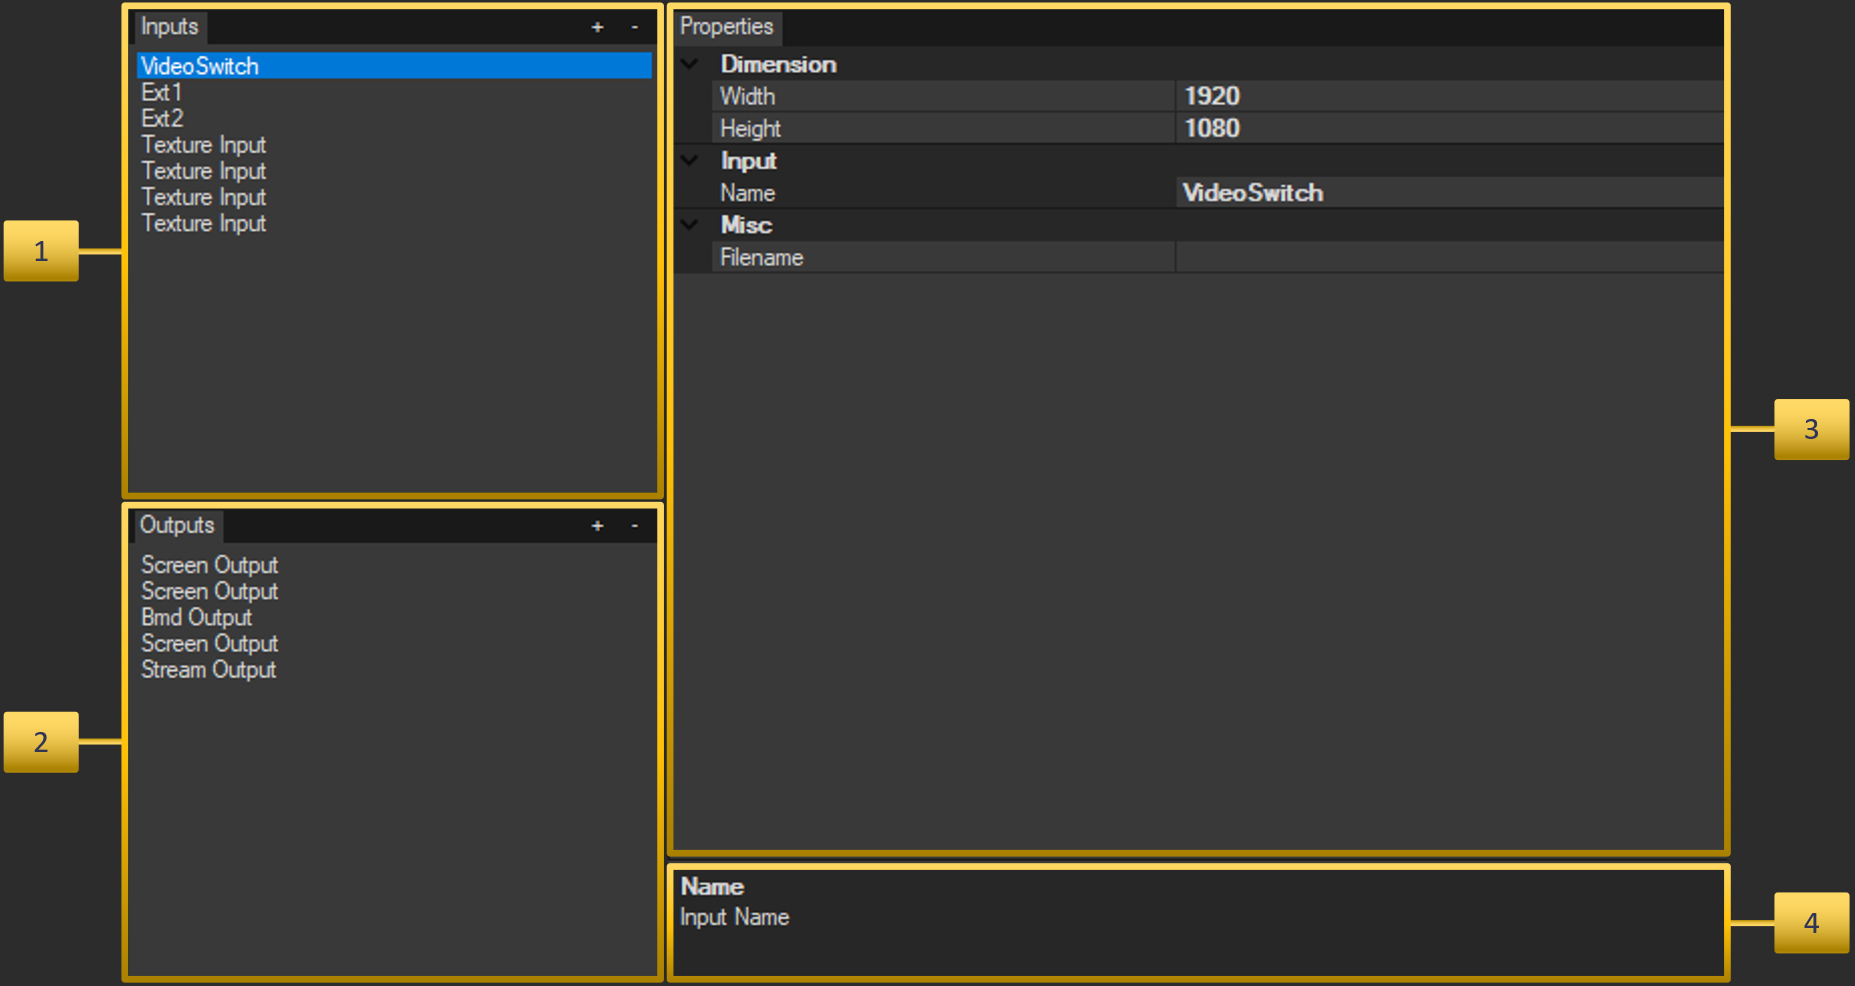 Inputs + -
VideoSwitch
Ext1
Ext2
Texture Input
Texture Input
Texture Input
Texture Input
1
Outputs + -
Screen Output
Screen Output
Bmd Output
Screen Output
Stream Output
2
Properties
Dimension
Width 1920
Height 1080
Input
Name VideoSwitch
Misc
Filename
3
Name
Input Name
4